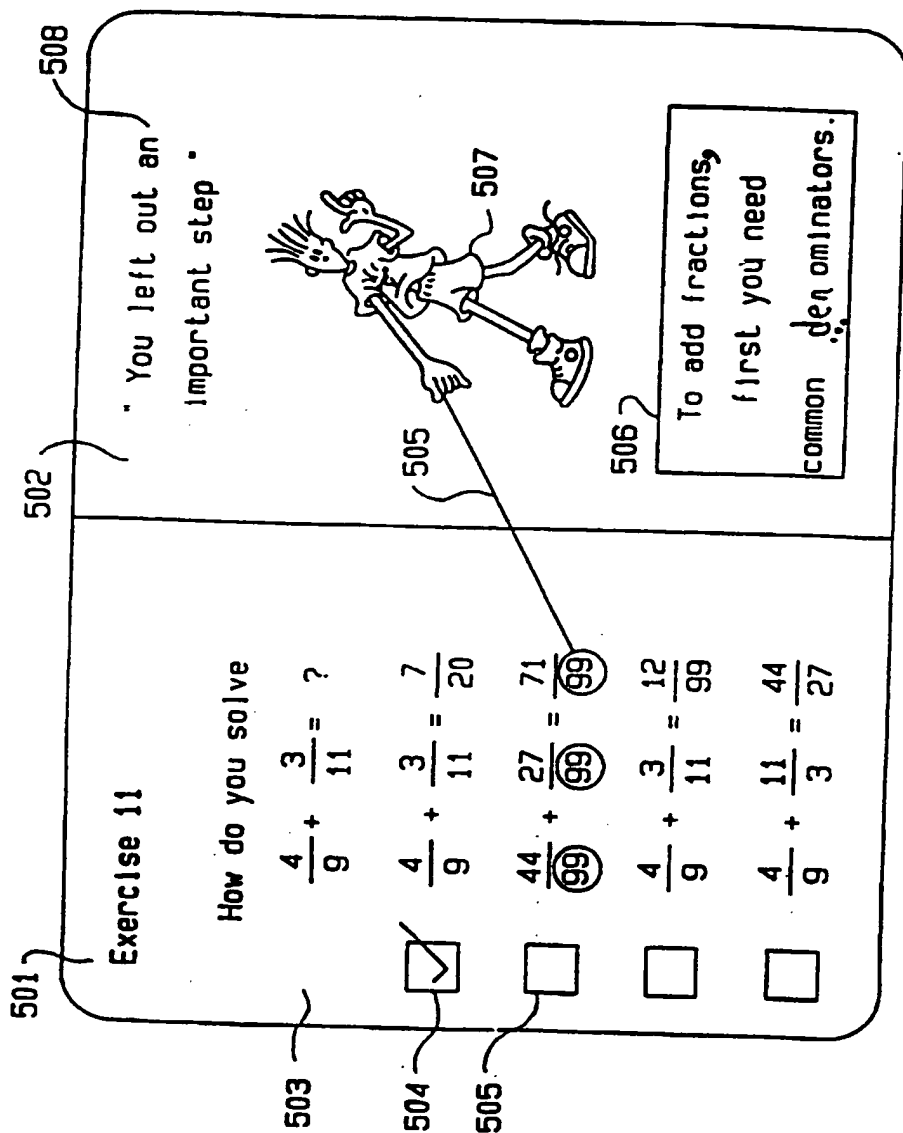 501
502
508
Exercise 11
How do you solve
503
4/9 + 3/11 = ?
504
4/9 + 3/11 = 7/20
505
44/99 + 27/99 = 71/99
4/9 + 3/11 = 12/99
4/9 + 11/3 = 44/27
" You left out an
important step "
505
507
506
To add fractions,
first you need
common den ominators.